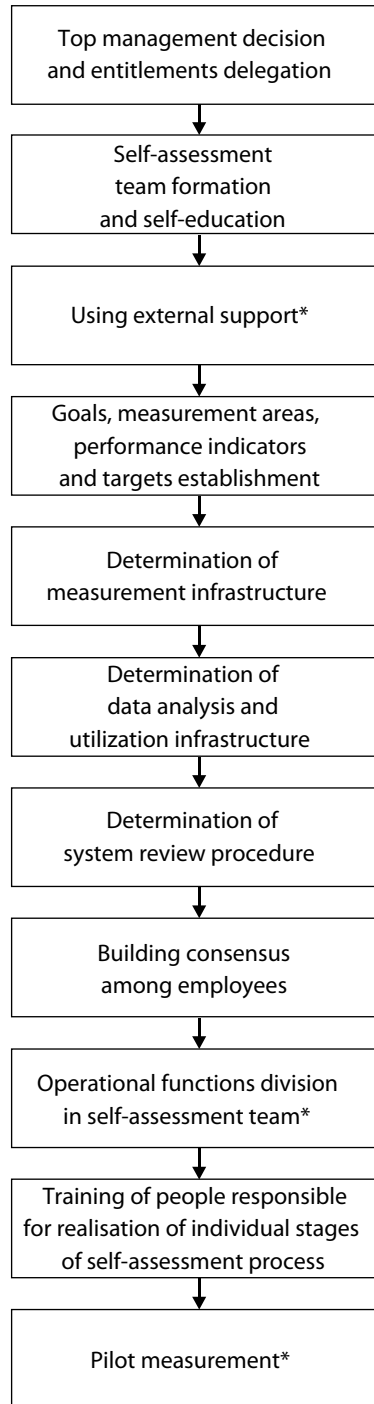 Top management decision
and entitlements delegation
Self-assessment
team formation
and self-education
Using external support*
Goals, measurement areas,
performance indicators
and targets establishment
Determination of
measurement infrastructure
Determination of
data analysis and
utilization infrastructure
Determination of
system review procedure
Building consensus
among employees
Operational functions division
in self-assessment team*
Training of people responsible
for realisation of individual stages
of self-assessment process
Pilot measurement*